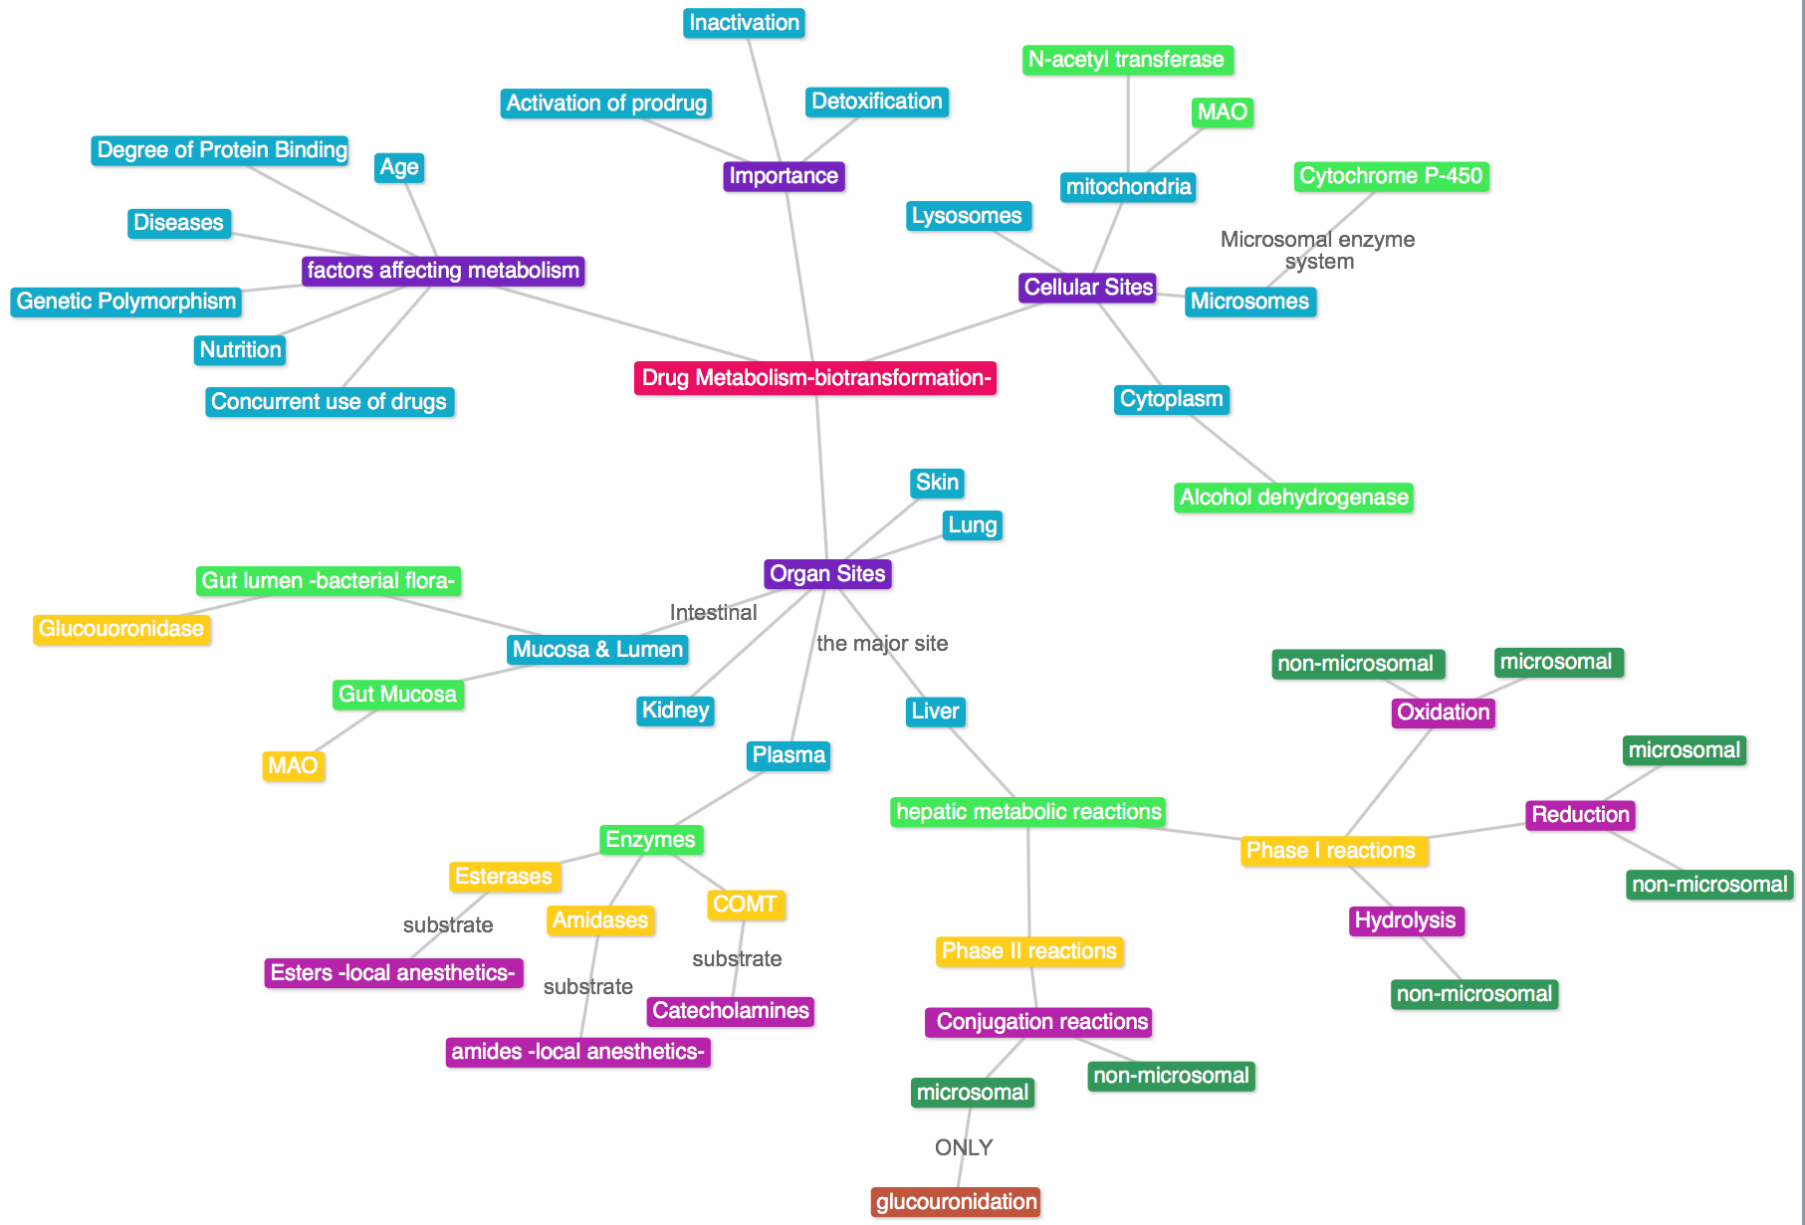 Inactivation
N-acetyl transferase
Activation of prodrug
Detoxification
MAO
Degree of Protein Binding
Age
Importance
mitochondria
Cytochrome P-450
Diseases
Lysosomes
Microsomal enzyme
system
factors affecting metabolism
Cellular Sites
Genetic Polymorphism
Microsomes
Nutrition
Drug Metabolism-biotransformation-
Concurrent use of drugs
Cytoplasm
Skin
Alcohol dehydrogenase
Lung
Gut lumen -bacterial flora-
Organ Sites
Glucouoronidase
Intestinal
the major site
Mucosa & Lumen
non-microsomal
microsomal
Gut Mucosa
Kidney
Liver
Oxidation
MAO
Plasma
microsomal
hepatic metabolic reactions
Reduction
Enzymes
Phase I reactions
Esterases
COMT
non-microsomal
substrate
Amidases
Hydrolysis
Phase II reactions
Esters -local anesthetics-
substrate
substrate
non-microsomal
Catecholamines
Conjugation reactions
amides -local anesthetics-
microsomal
non-microsomal
ONLY
glucouronidation